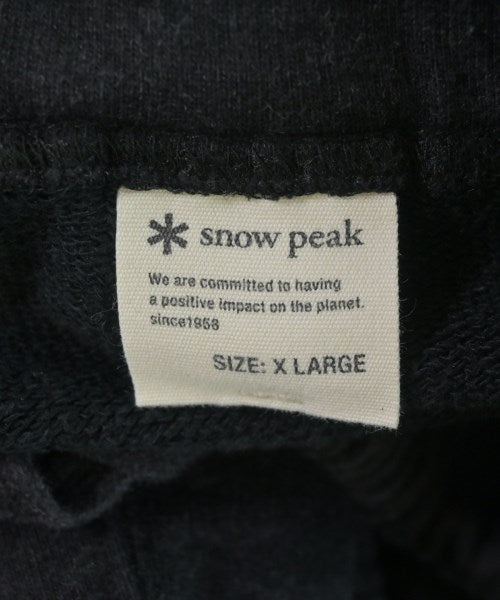 snow peak
We are committed to having
a positive impact on the planet.
since1958
SIZE: X LARGE